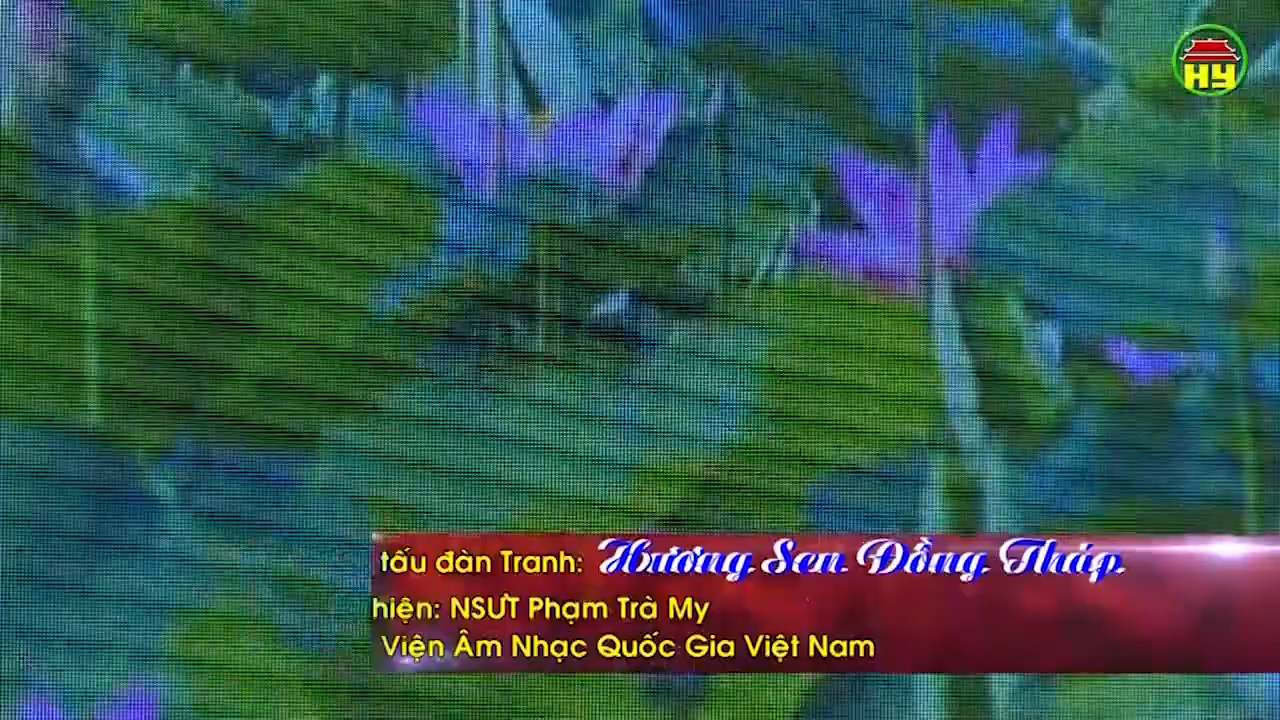 HY
tấu đàn Tranh: Hương Sen Đồng Tháp
hiện: NSƯT Phạm Trà My
Viện Âm Nhạc Quốc Gia Việt Nam